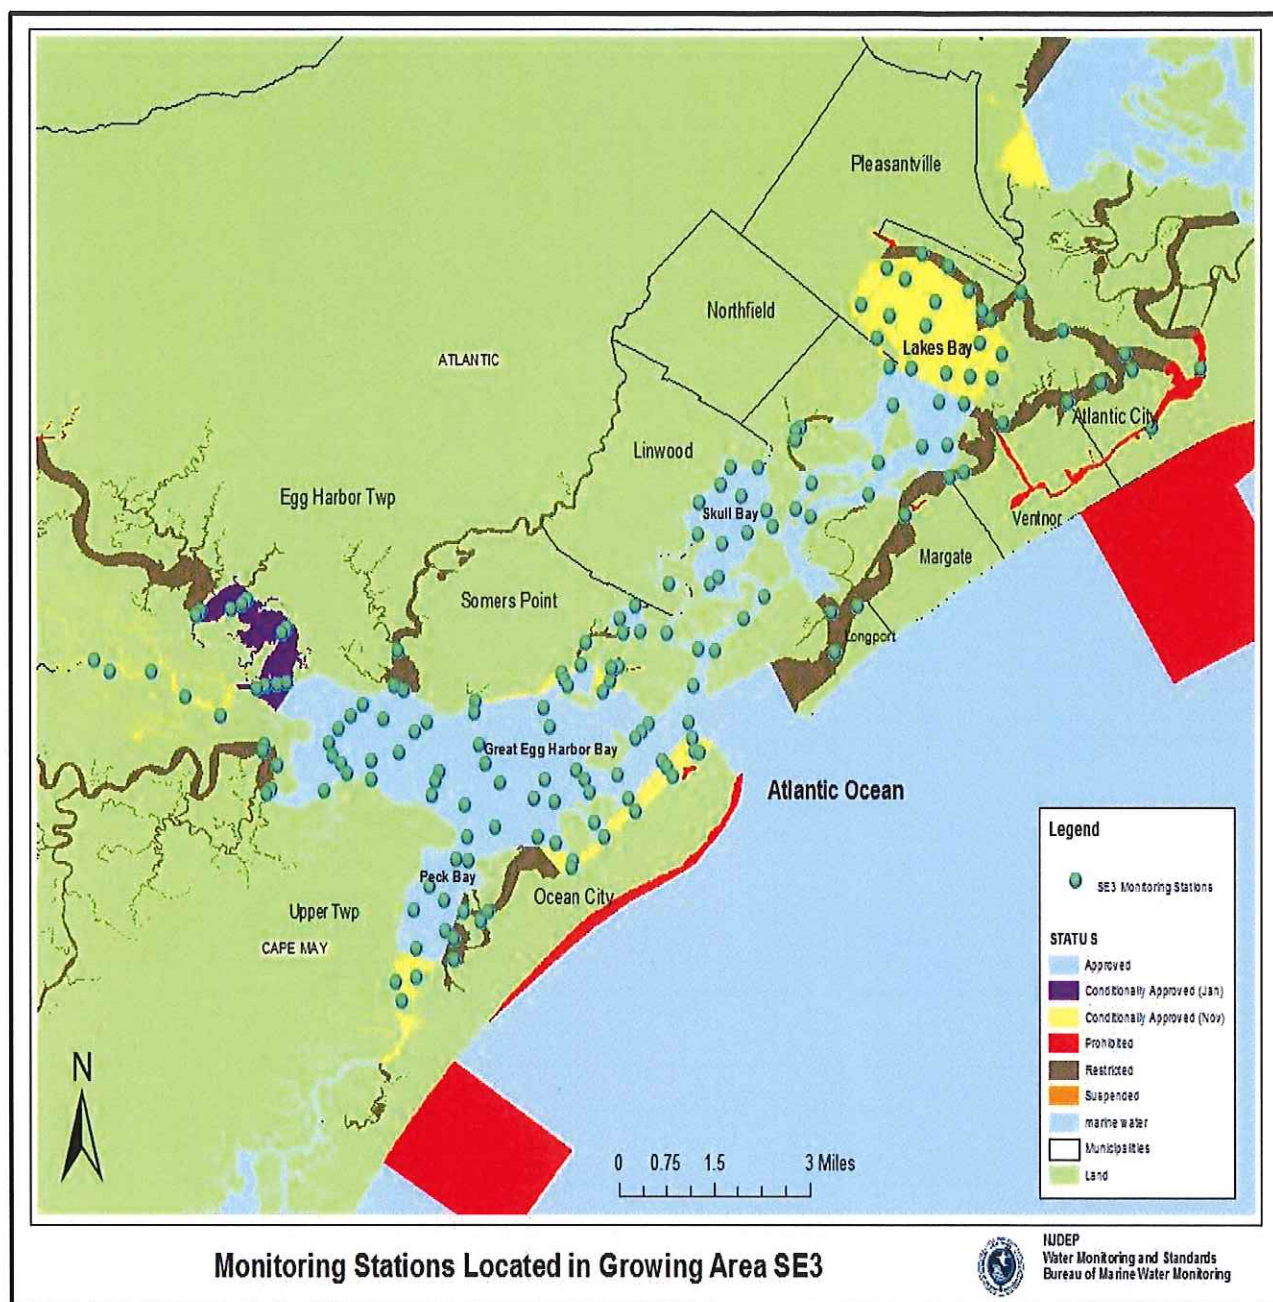 Pleasantville
Northfield
Lakes Bay
ATLANTIC
Atlantic City
Linwood
Egg Harbor Twp
Skull Bay
Ventnor
Margate
Somers Point
Longport
Great Egg Harbor Bay
Atlantic Ocean
Peck Bay
Ocean City
Upper Twp
CAPE MAY
Legend
SE3 Monitoring Stations
STATUS
Approved
Conditionally Approved (Jan)
Conditionally Approved (Nov)
Prohibited
Restricted
Suspended
marine water
Municipalities
Land
N
0 0.75 1.5 3 Miles
Monitoring Stations Located in Growing Area SE3
NJDEP
Water Monitoring and Standards
Bureau of Marine Water Monitoring